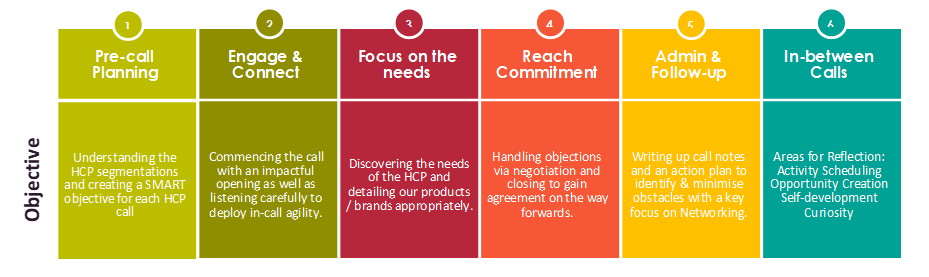 1
Pre-call
Planning
2
Engage &
Connect
3
Focus on the
needs
4
Reach
Commitment
5
Admin &
Follow-up
6
In-between
Calls
Objective
Understanding the
HCP segmentations
and creating a SMART
objective for each HCP
call
Commencing the call
with an impactful
opening as well as
listening carefully to
deploy in-call agility.
Discovering the needs
of the HCP and
detailing our products
/ brands appropriately.
Handling objections
via negotiation and
closing to gain
agreement on the way
forwards.
Writing up call notes
and an action plan to
identify & minimise
obstacles with a key
focus on Networking.
Areas for Reflection:
Activity Scheduling
Opportunity Creation
Self-development
Curiosity